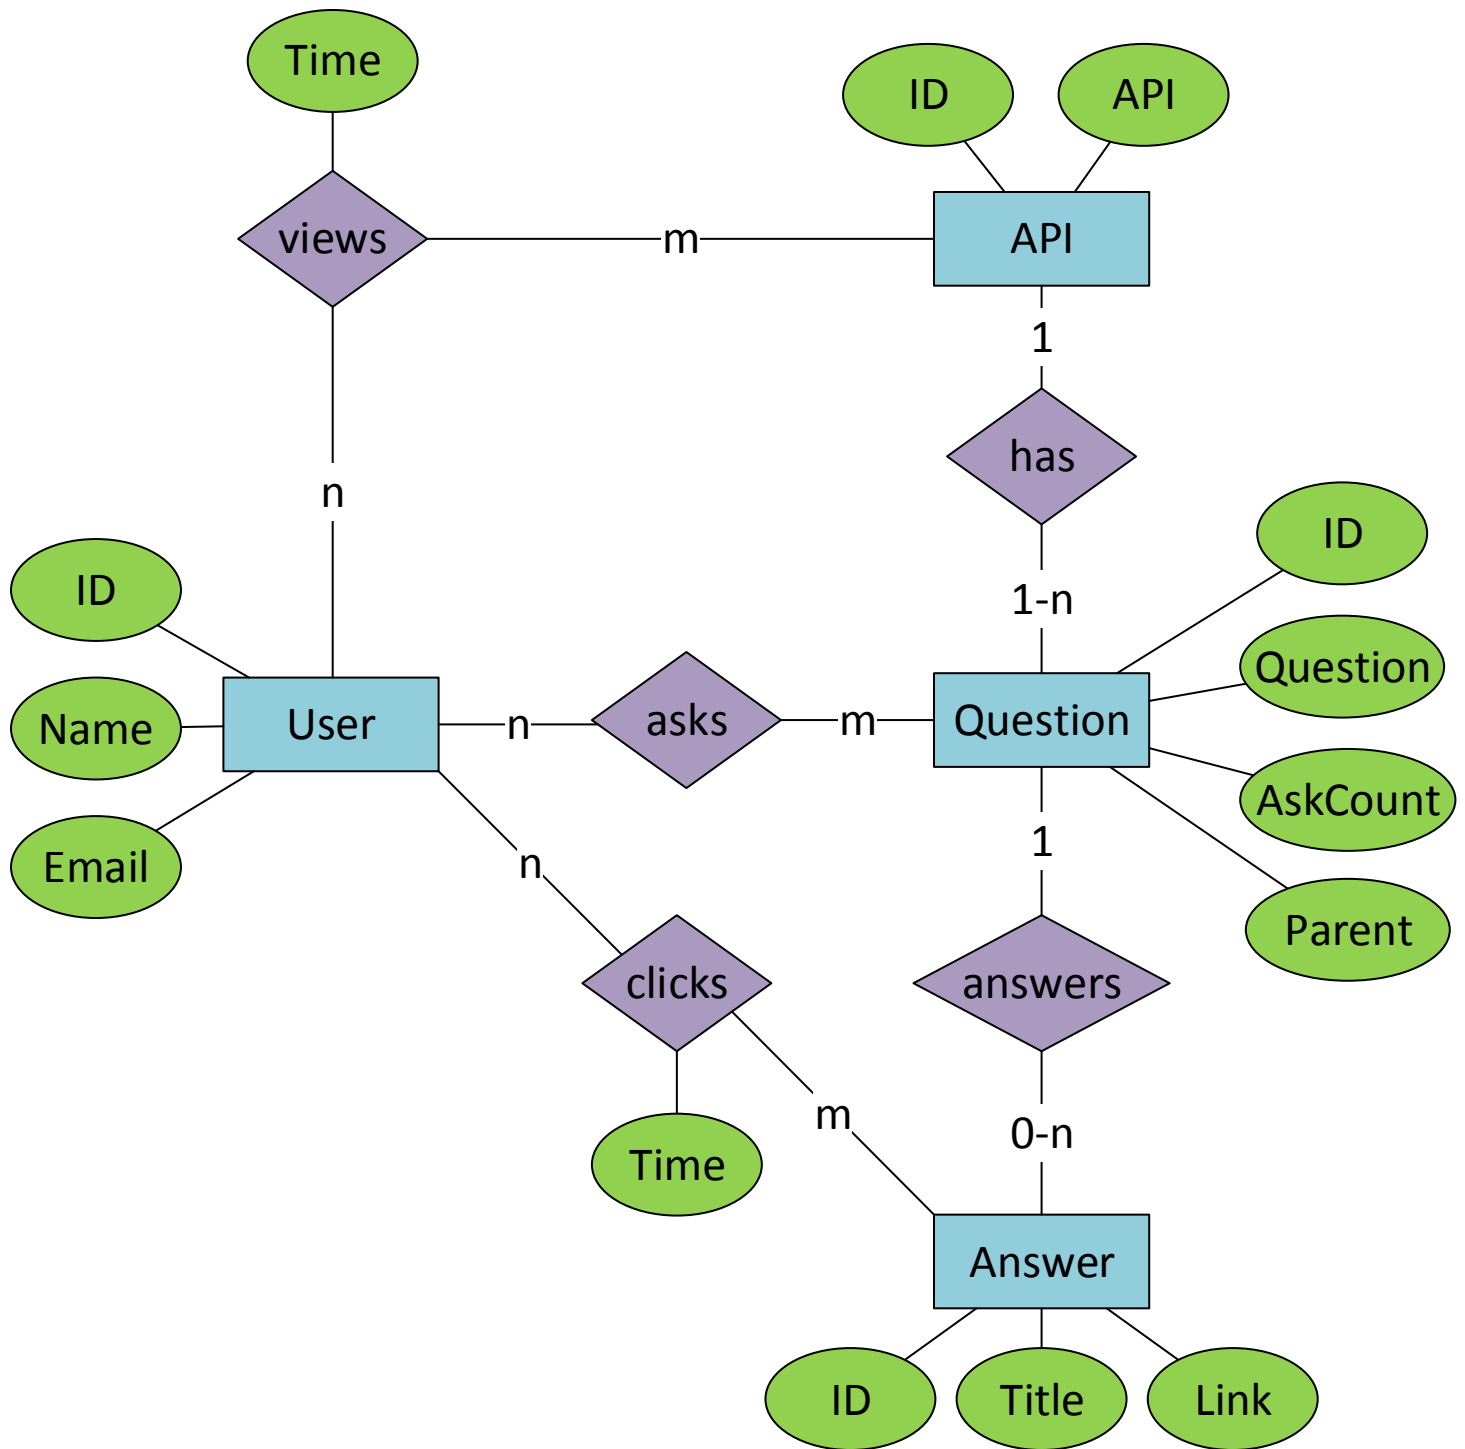 Time
ID
API
views
m
API
1
has
n
ID
ID
1-n
Question
Name
User
n
asks
m
Question
AskCount
1
Email
n
Parent
clicks
answers
m
0-n
Time
Answer
ID
Title
Link